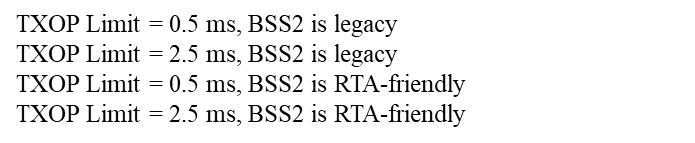 TXOP Limit = 0.5 ms, BSS2 is legacy
TXOP Limit = 2.5 ms, BSS2 is legacy
TXOP Limit = 0.5 ms, BSS2 is RTA-friendly
TXOP Limit = 2.5 ms, BSS2 is RTA-friendly